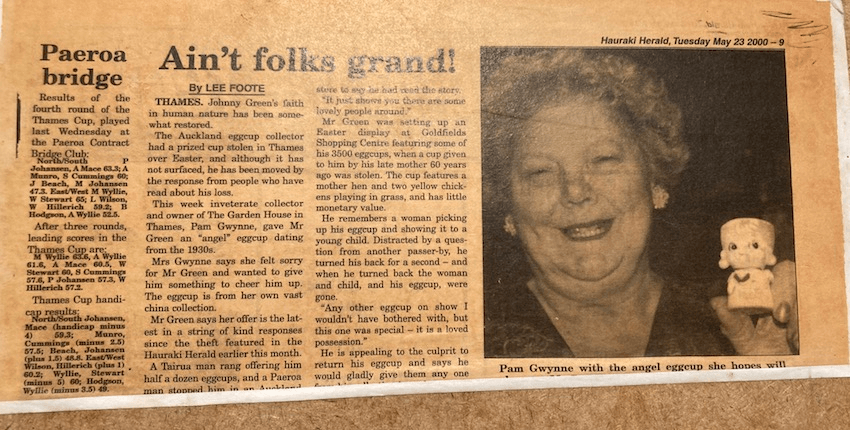 Hauraki Herald, Tuesday May 23 2000 – 9
Paeroa
bridge
Results of the
fourth round of the
Thames Cup, played
last Wednesday at
the Paeroa Contract
Bridge Club:
North/South P
Johansen, A Mace 63.3; A
Munro, S Cummings 60;
J Beach, M Johansen
47.3. East/West M Wyllie,
W Stewart 65; L Wilson,
W Hillerich 59.2; B
Hodgson, A Wyllie 52.5.
After three rounds,
leading scores in the
Thames Cup are:
M Wyllie 63.6, A Wyllie
61.6, A Mace 60.5, W
Stewart 60, S Cummings
57.6, P Johansen 57.3, W
Hillerich 57.2.
Thames Cup handi-
cap results:
North/South Johansen,
Mace (handicap minus
4) 59.3; Munro,
Cummings (minus 2.5)
57.5; Beach, Johansen
(plus 1.5) 48.8. East/West
Wilson, Hillerich (plus 1)
60.2; Wyllie, Stewart
(minus 5) 60; Hodgson,
Wyllie (minus 3.5) 49.
Ain't folks grand!
By LEE FOOTE
THAMES. Johnny Green's faith
in human nature has been some-
what restored.
The Auckland eggcup collector
had a prized cup stolen in Thames
over Easter, and although it has
not surfaced, he has been moved by
the response from people who have
read about his loss.
This week inveterate collector
and owner of The Garden House in
Thames, Pam Gwynne, gave Mr
Green an "angel" eggcup dating
from the 1930s.
Mrs Gwynne says she felt sorry
for Mr Green and wanted to give
him something to cheer him up.
The eggcup is from her own vast
china collection.
Mr Green says her offer is the lat-
est in a string of kind responses
since the theft featured in the
Hauraki Herald earlier this month.
A Tairua man rang offering him
half a dozen eggcups, and a Paeroa
man stopped him in an Auckland
store to say he had read the story.
"It just shows you there are some
lovely people around."
Mr Green was setting up an
Easter display at Goldfields
Shopping Centre featuring some of
his 3500 eggcups, when a cup given
to him by his late mother 60 years
ago was stolen. The cup features a
mother hen and two yellow chick-
ens playing in grass, and has little
monetary value.
He remembers a woman picking
up his eggcup and showing it to a
young child. Distracted by a ques-
tion from another passer-by, he
turned his back for a second – and
when he turned back the woman
and child, and his eggcup, were
gone.
"Any other eggcup on show I
wouldn't have bothered with, but
this one was special – it is a loved
possession."
He is appealing to the culprit to
return his eggcup and says he
would gladly give them any one
Pam Gwynne with the angel eggcup she hopes will